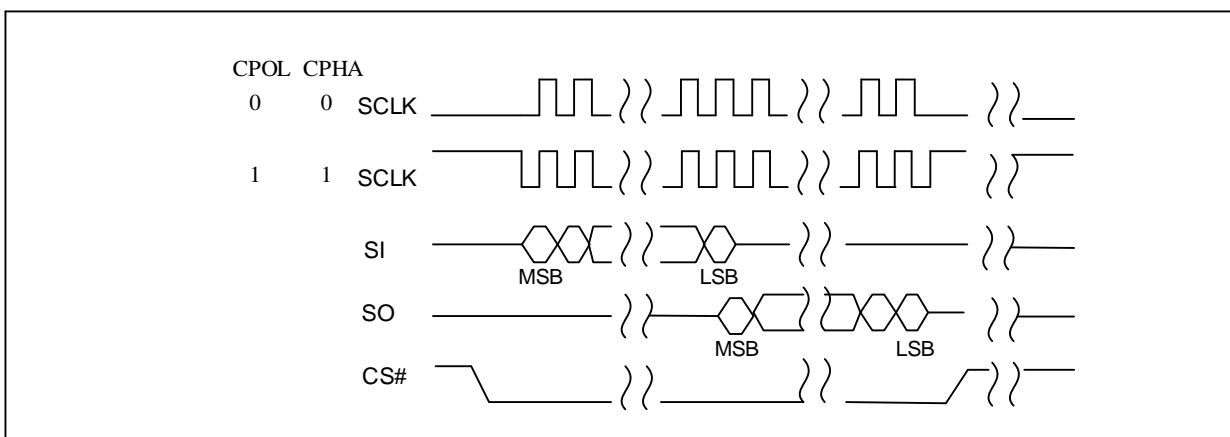 CPOL CPHA
0 0 SCLK
1 1 SCLK
SI
MSB LSB
SO
MSB LSB
CS#